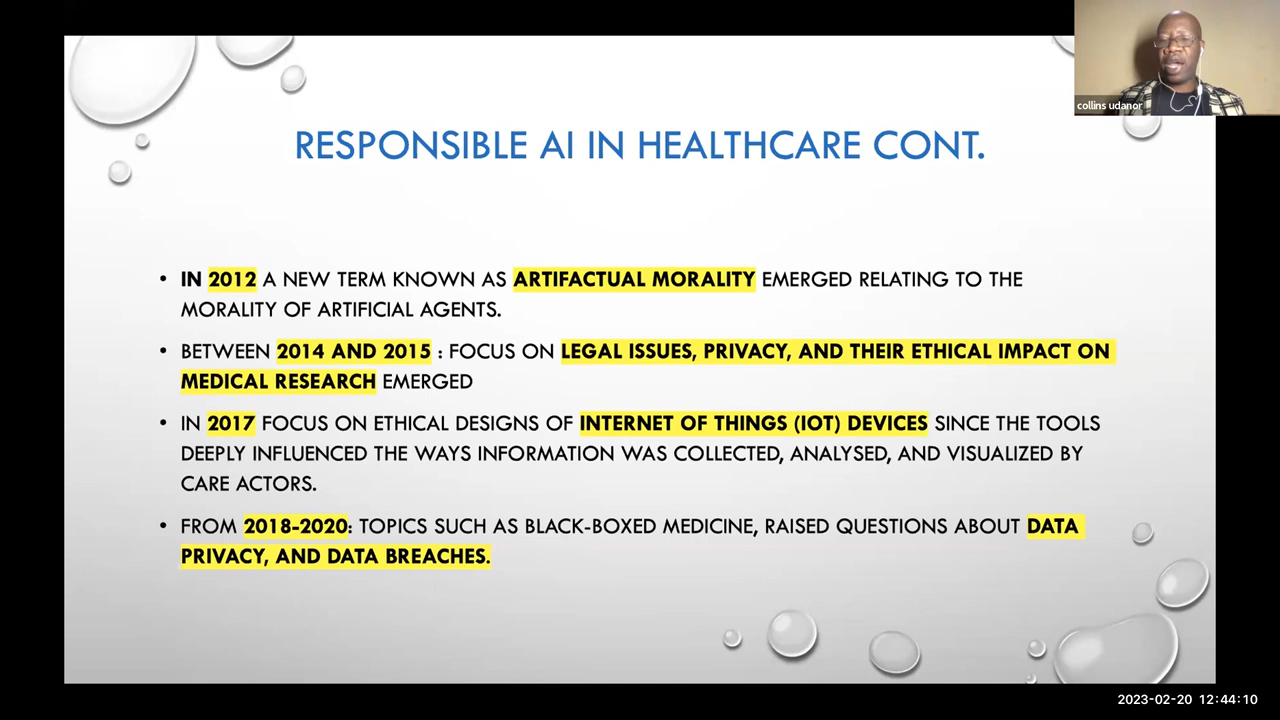 collins udanor
RESPONSIBLE AI IN HEALTHCARE CONT.
• IN 2012 A NEW TERM KNOWN AS ARTIFACTUAL MORALITY EMERGED RELATING TO THE
MORALITY OF ARTIFICIAL AGENTS.
• BETWEEN 2014 AND 2015 : FOCUS ON LEGAL ISSUES, PRIVACY, AND THEIR ETHICAL IMPACT ON
MEDICAL RESEARCH EMERGED
• IN 2017 FOCUS ON ETHICAL DESIGNS OF INTERNET OF THINGS (IOT) DEVICES SINCE THE TOOLS
DEEPLY INFLUENCED THE WAYS INFORMATION WAS COLLECTED, ANALYSED, AND VISUALIZED BY
CARE ACTORS.
• FROM 2018-2020: TOPICS SUCH AS BLACK-BOXED MEDICINE, RAISED QUESTIONS ABOUT DATA
PRIVACY, AND DATA BREACHES.
2023-02-20 12:44:10